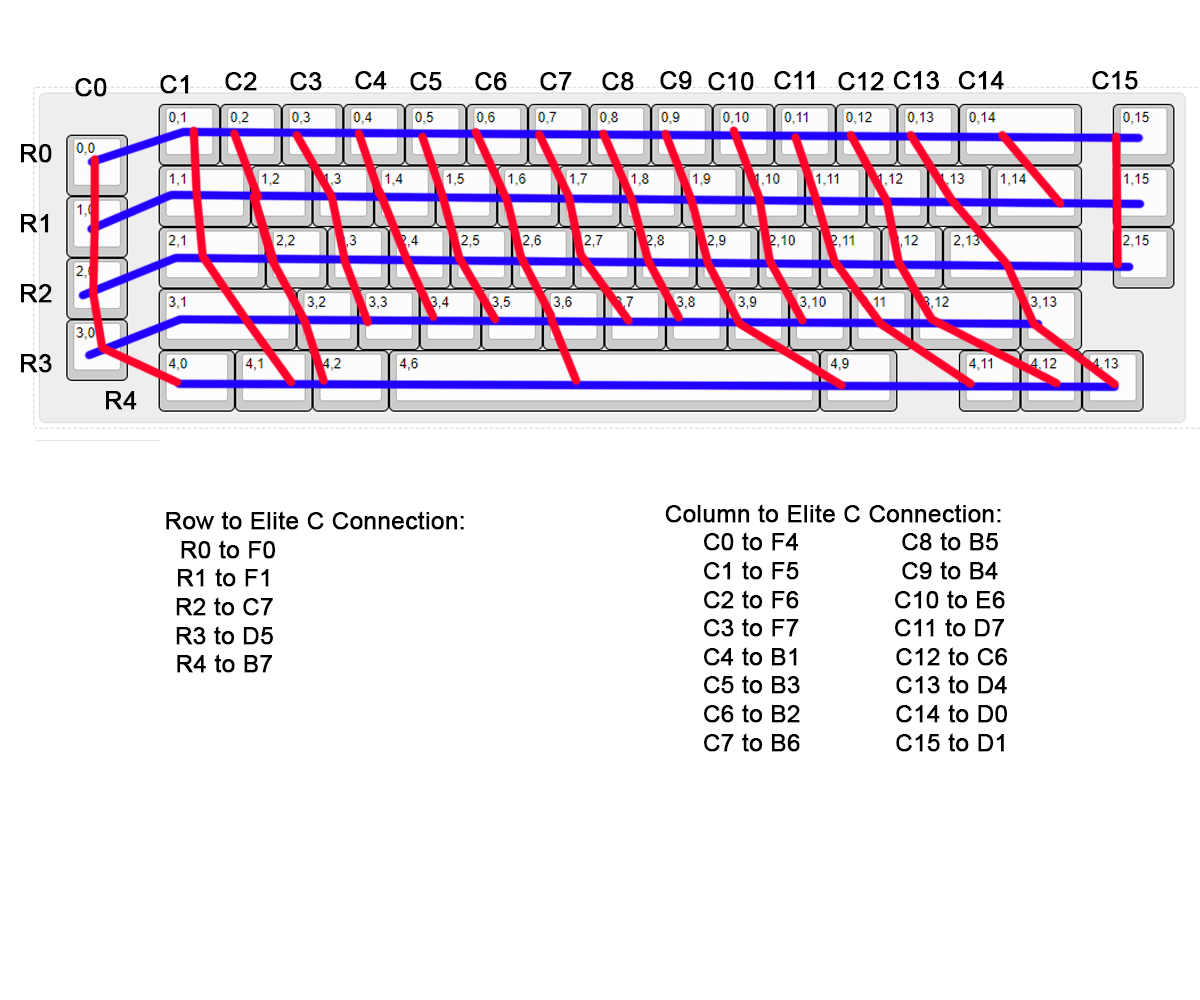 C0 C1 C2 C3 C4 C5 C6 C7 C8 C9 C10 C11 C12 C13 C14 C15
0,1 0,2 0,3 0,4 0,5 0,6 0,7 0,8 0,9 0,10 0,11 0,12 0,13 0,14 0,15
R0 0,0
1,1 1,2 1,3 1,4 1,5 1,6 1,7 1,8 1,9 1,10 1,11 1,12 1,13 1,14 1,15
R1 1,0
2,1 2,2 2,3 2,4 2,5 2,6 2,7 2,8 2,9 2,10 2,11 2,12 2,13 2,15
R2 2,0
3,1 3,2 3,3 3,4 3,5 3,6 3,7 3,8 3,9 3,10 3,11 3,12 3,13
R3 3,0
4,0 4,1 4,2 4,6 4,9 4,11 4,12 4,13
R4
Row to Elite C Connection:
R0 to F0
R1 to F1
R2 to C7
R3 to D5
R4 to B7
Column to Elite C Connection:
C0 to F4
C1 to F5
C2 to F6
C3 to F7
C4 to B1
C5 to B3
C6 to B2
C7 to B6
C8 to B5
C9 to B4
C10 to E6
C11 to D7
C12 to C6
C13 to D4
C14 to D0
C15 to D1